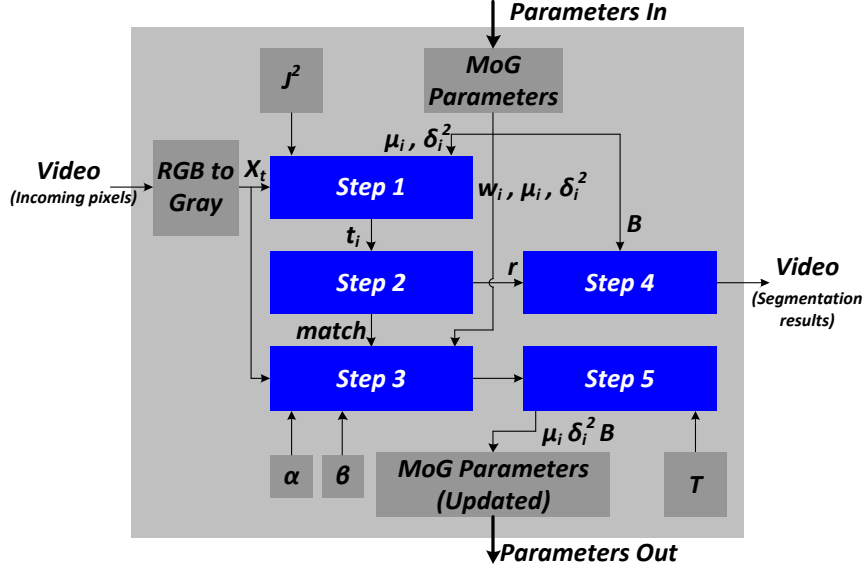 Parameters In
MoG
Parameters
J²
μᵢ , δᵢ²
Video
(Incoming pixels)
RGB to
Gray
Xₜ
Step 1
wᵢ , μᵢ , δᵢ²
tᵢ
B
Step 2
r
Step 4
Video
(Segmentation
results)
match
Step 3
Step 5
μᵢ δᵢ² B
α
β
MoG Parameters
(Updated)
T
Parameters Out